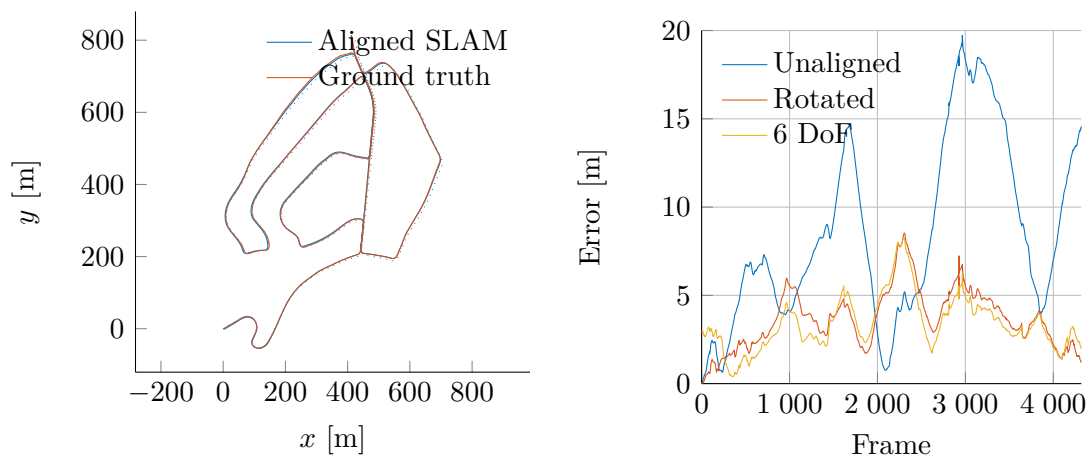 800
600
400
200
0
y [m]
−200 0 200 400 600 800
x [m]
Aligned SLAM
Ground truth
20
15
10
5
0
Error [m]
0 1 000 2 000 3 000 4 000
Frame
Unaligned
Rotated
6 DoF